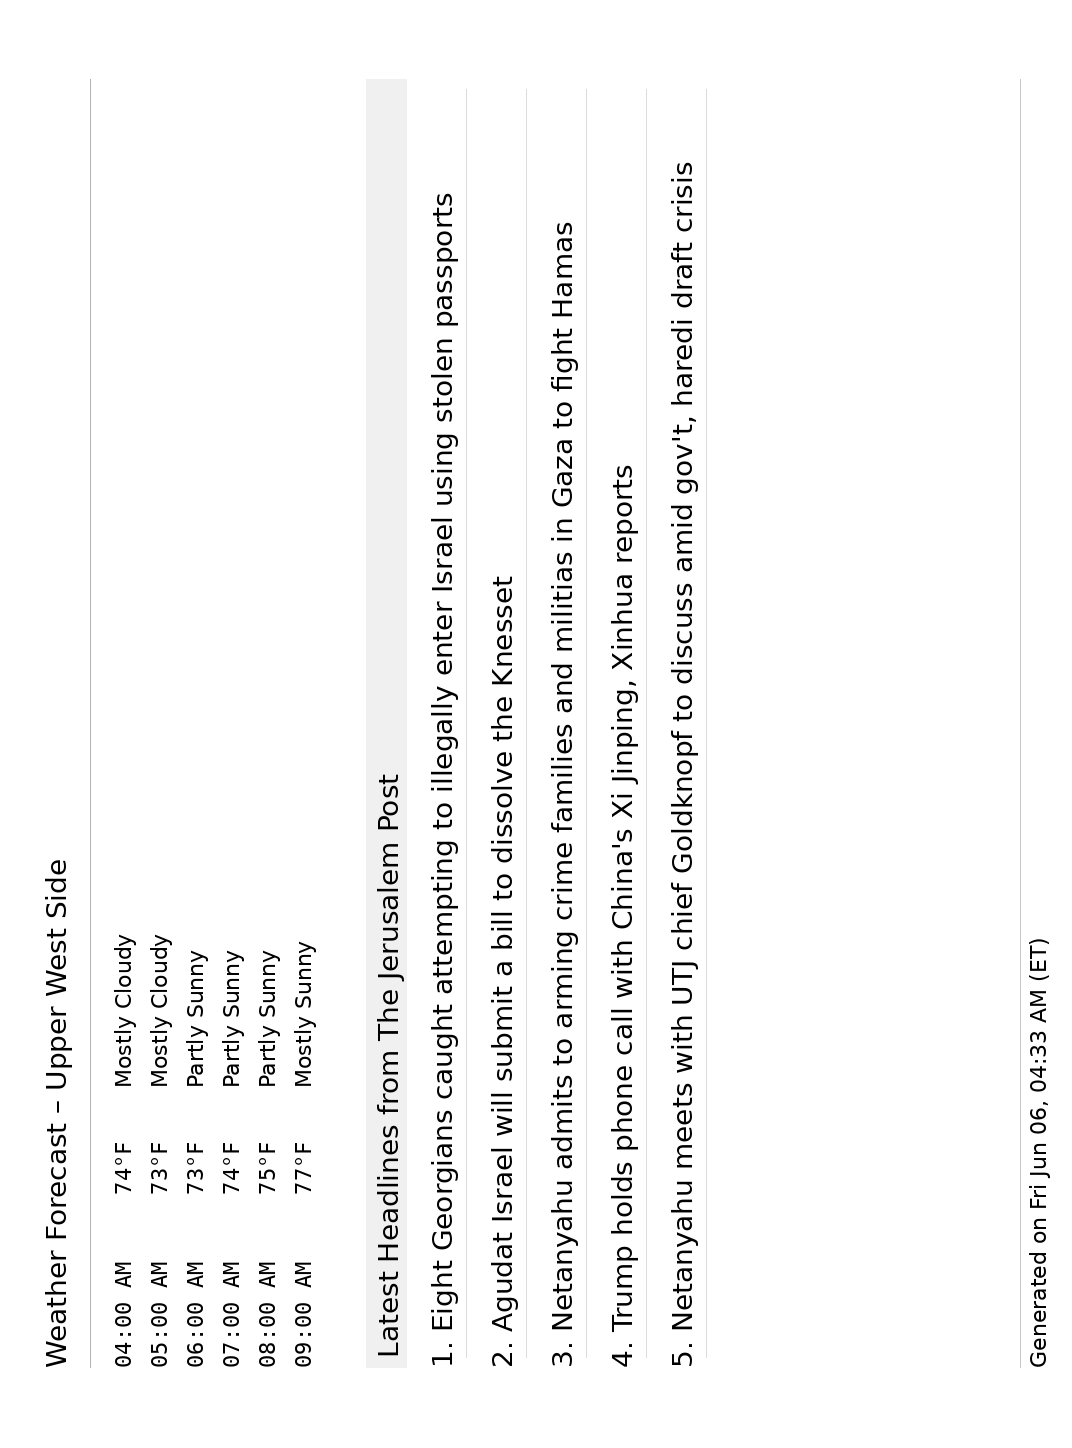 Weather Forecast – Upper West Side
04:00 AM 74°F Mostly Cloudy
05:00 AM 73°F Mostly Cloudy
06:00 AM 73°F Partly Sunny
07:00 AM 74°F Partly Sunny
08:00 AM 75°F Partly Sunny
09:00 AM 77°F Mostly Sunny
Latest Headlines from The Jerusalem Post
1. Eight Georgians caught attempting to illegally enter Israel using stolen passports
2. Agudat Israel will submit a bill to dissolve the Knesset
3. Netanyahu admits to arming crime families and militias in Gaza to fight Hamas
4. Trump holds phone call with China's Xi Jinping, Xinhua reports
5. Netanyahu meets with UTJ chief Goldknopf to discuss amid gov't, haredi draft crisis
Generated on Fri Jun 06, 04:33 AM (ET)